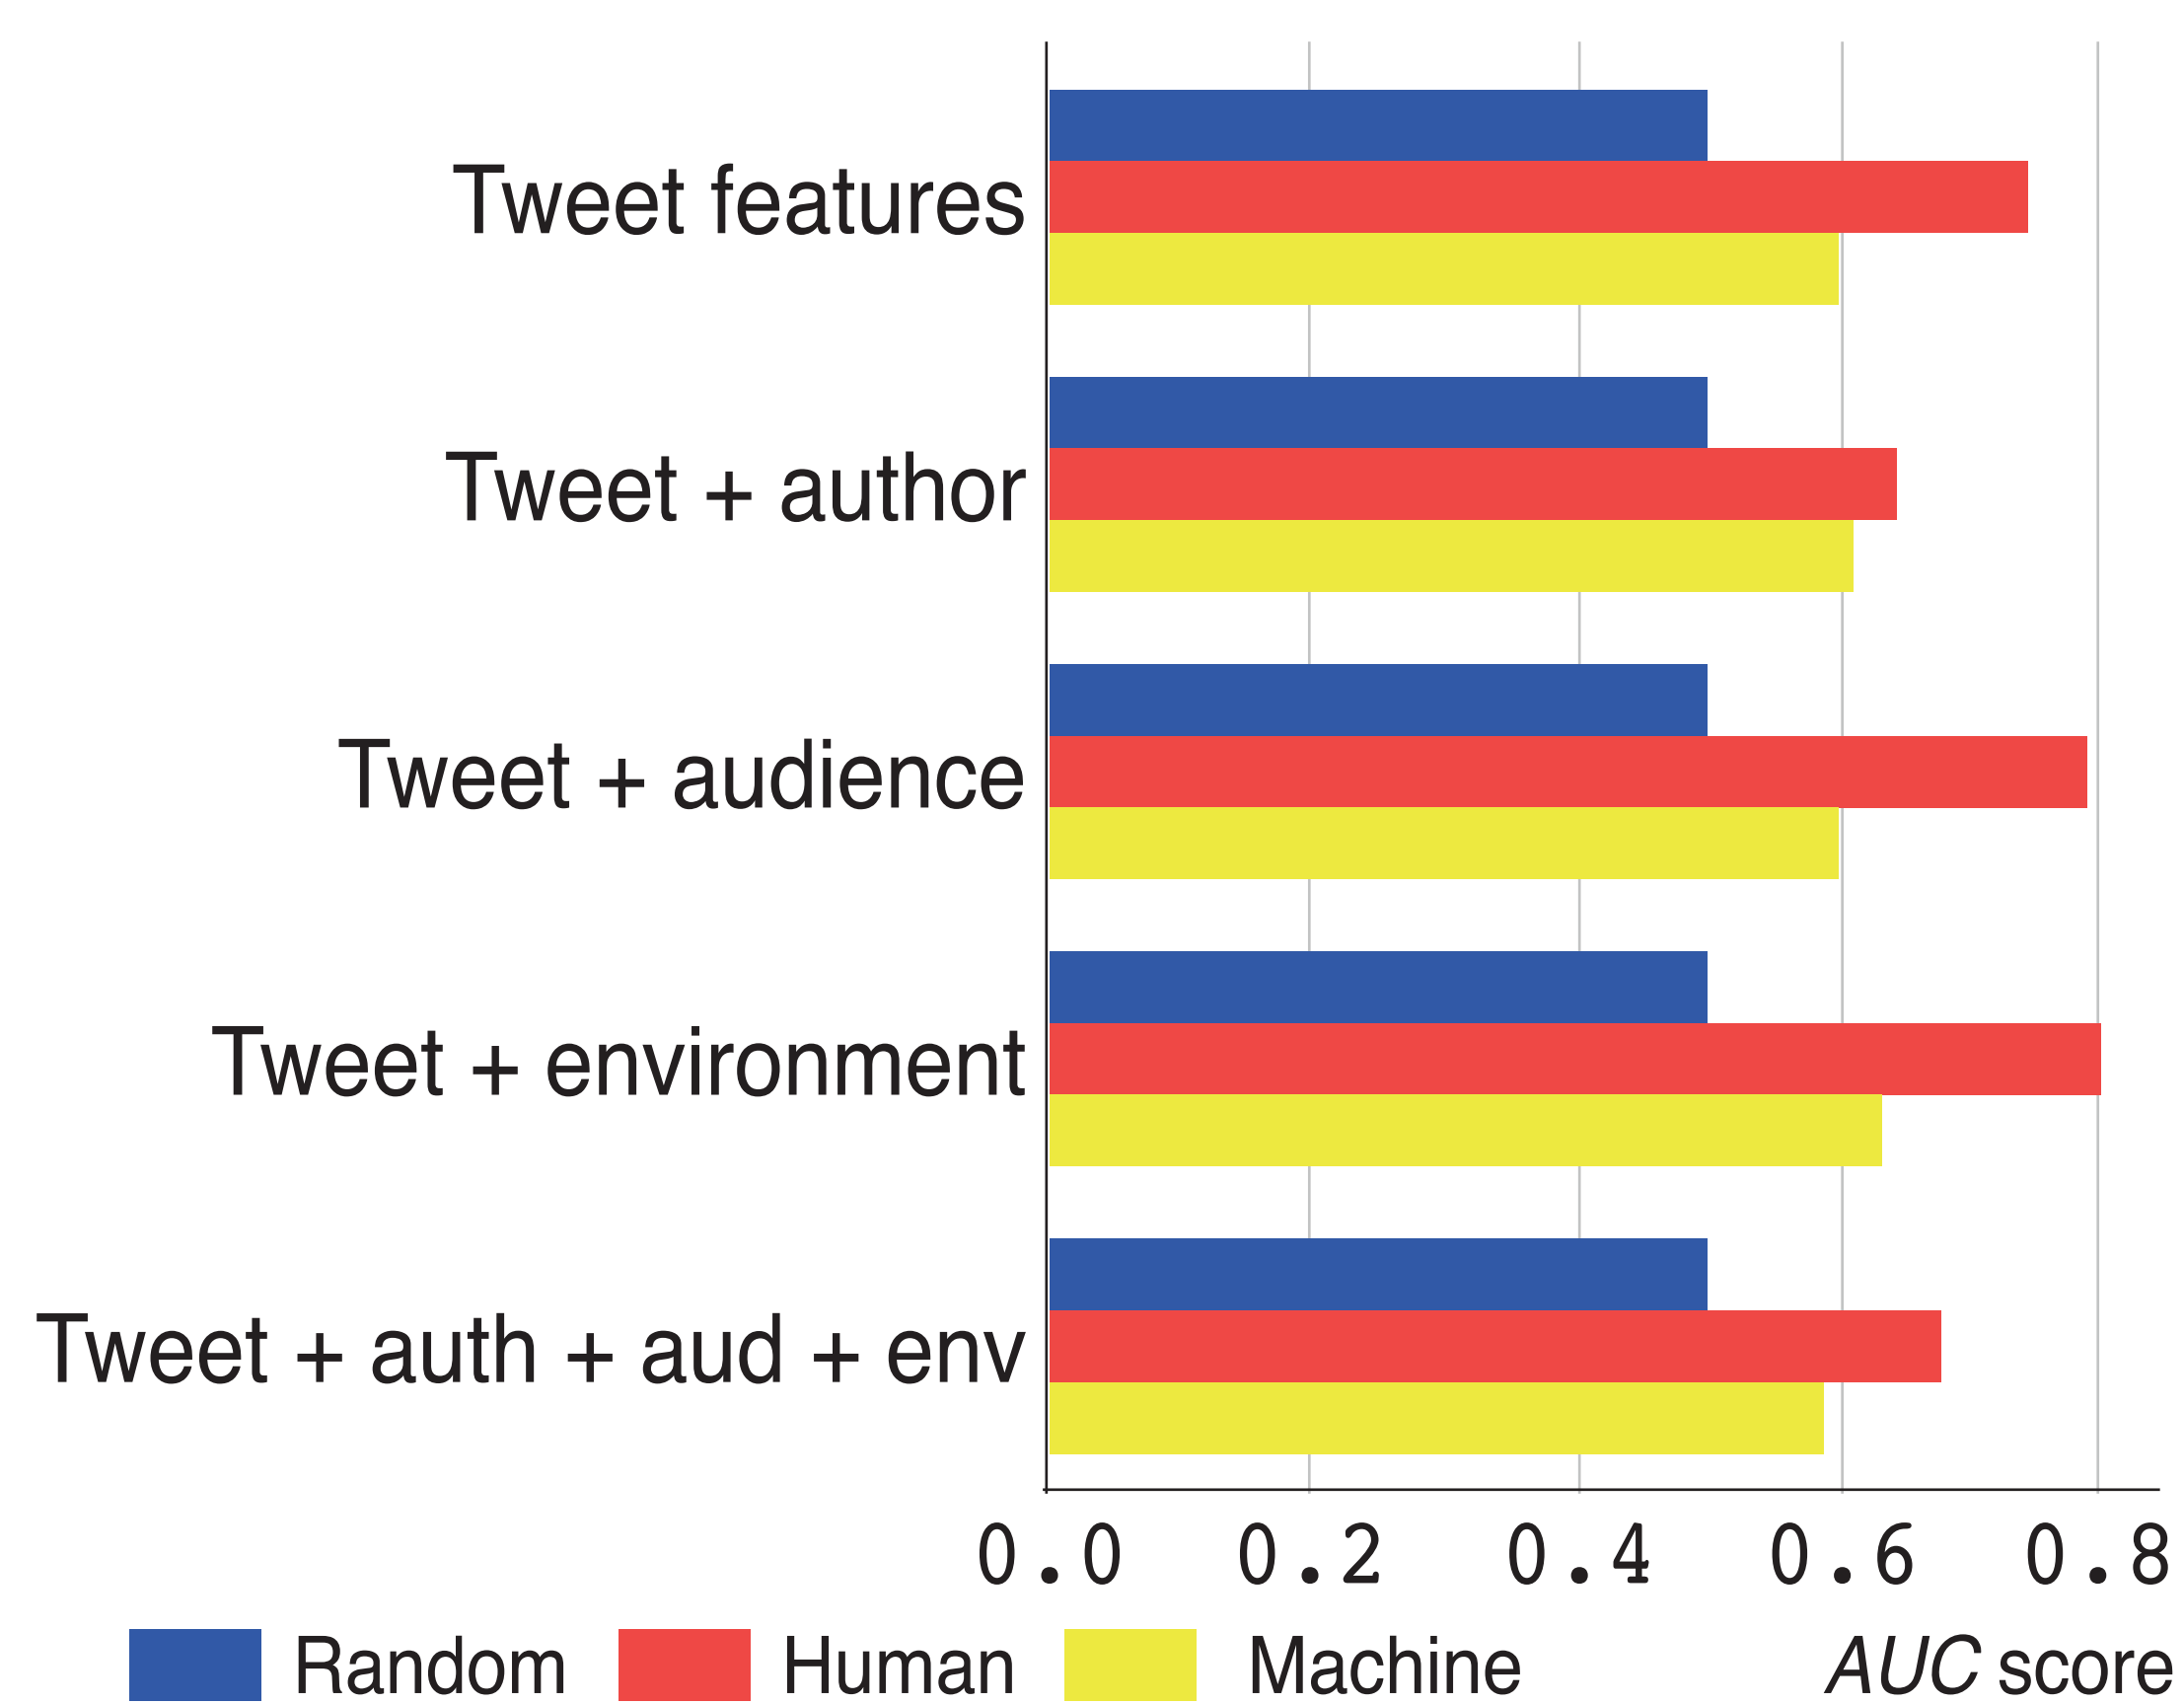 Tweet features
Tweet + author
Tweet + audience
Tweet + environment
Tweet + auth + aud + env
0.0 0.2 0.4 0.6 0.8
Random Human Machine AUC score